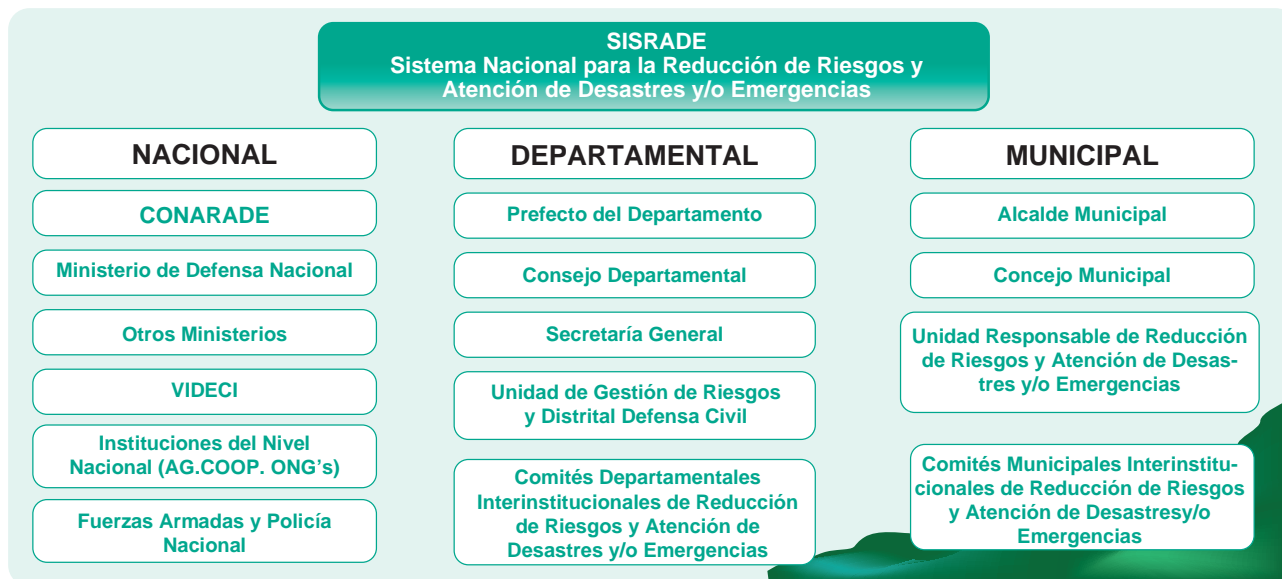 SISRADE
Sistema Nacional para la Reducción de Riesgos y
Atención de Desastres y/o Emergencias
NACIONAL
CONARADE
Ministerio de Defensa Nacional
Otros Ministerios
VIDECI
Instituciones del Nivel
Nacional (AG.COOP. ONG's)
Fuerzas Armadas y Policía
Nacional
DEPARTAMENTAL
Prefecto del Departamento
Consejo Departamental
Secretaría General
Unidad de Gestión de Riesgos
y Distrital Defensa Civil
Comités Departamentales
Interinstitucionales de Reducción
de Riesgos y Atención de
Desastres y/o Emergencias
MUNICIPAL
Alcalde Municipal
Concejo Municipal
Unidad Responsable de Reducción
de Riesgos y Atención de Desas-
tres y/o Emergencias
Comités Municipales Interinstitu-
cionales de Reducción de Riesgos
y Atención de Desastresy/o
Emergencias